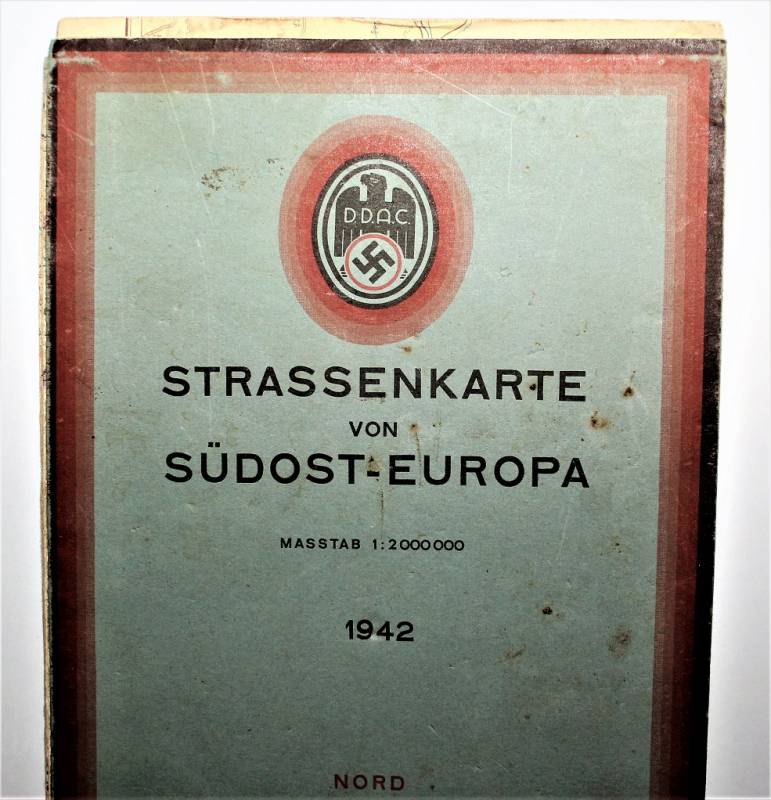 D.D.A.C.
STRASSENKARTE
VON
SÜDOST-EUROPA
MASSTAB 1:2000000
1942
NORD